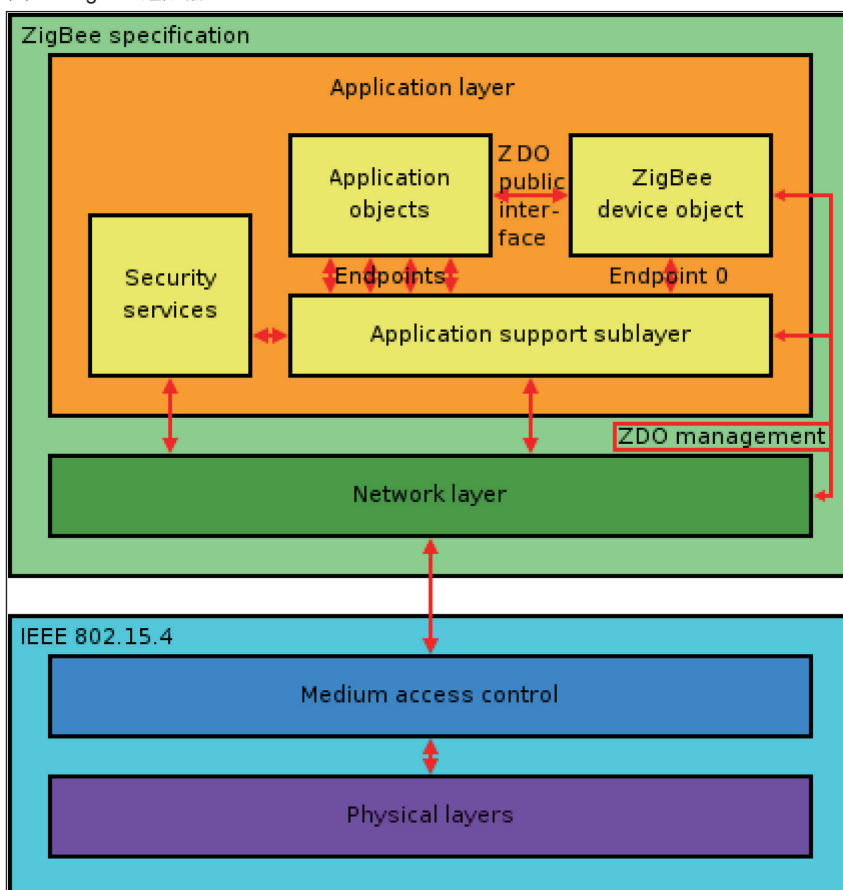 ZigBee specification
Application layer
Application
objects
ZDO
public
inter-
face
ZigBee
device object
Security
services
Endpoints
Endpoint 0
Application support sublayer
ZDO management
Network layer
IEEE 802.15.4
Medium access control
Physical layers